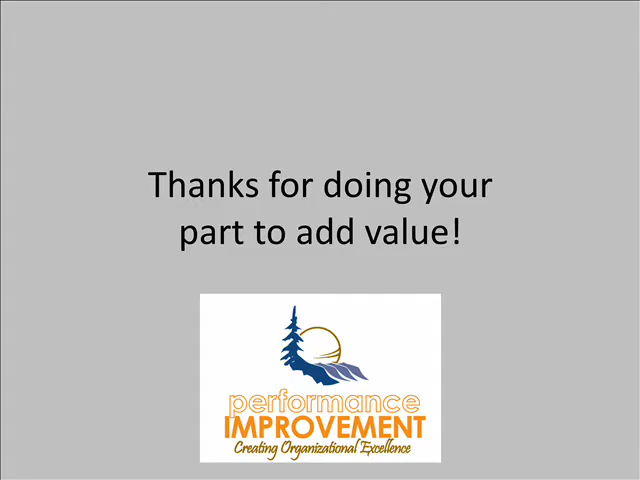 Thanks for doing your
part to add value!
performance
IMPROVEMENT
Creating Organizational Excellence